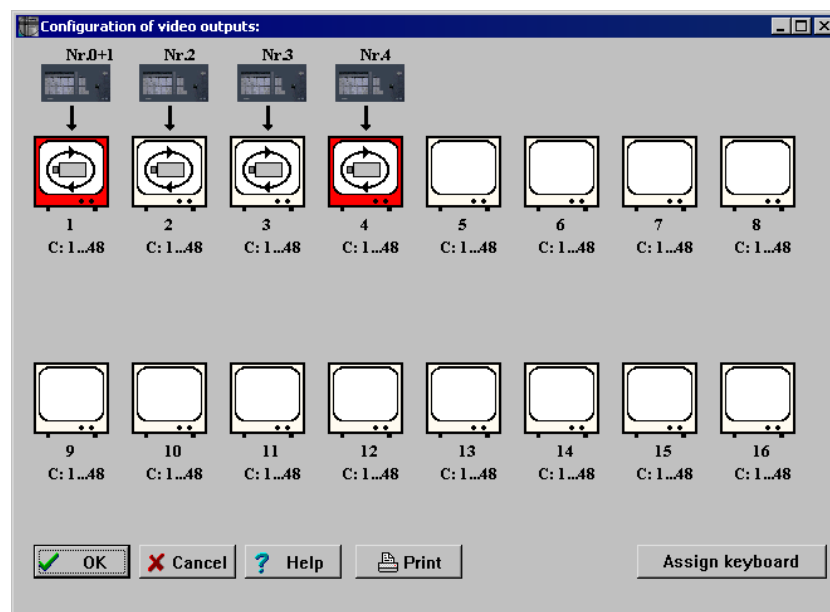 Configuration of video outputs:
Nr.0+1 Nr.2 Nr.3 Nr.4
1 2 3 4 5 6 7 8
C: 1...48 C: 1...48 C: 1...48 C: 1...48 C: 1...48 C: 1...48 C: 1...48 C: 1...48
9 10 11 12 13 14 15 16
C: 1...48 C: 1...48 C: 1...48 C: 1...48 C: 1...48 C: 1...48 C: 1...48 C: 1...48
OK Cancel ? Help Print Assign keyboard